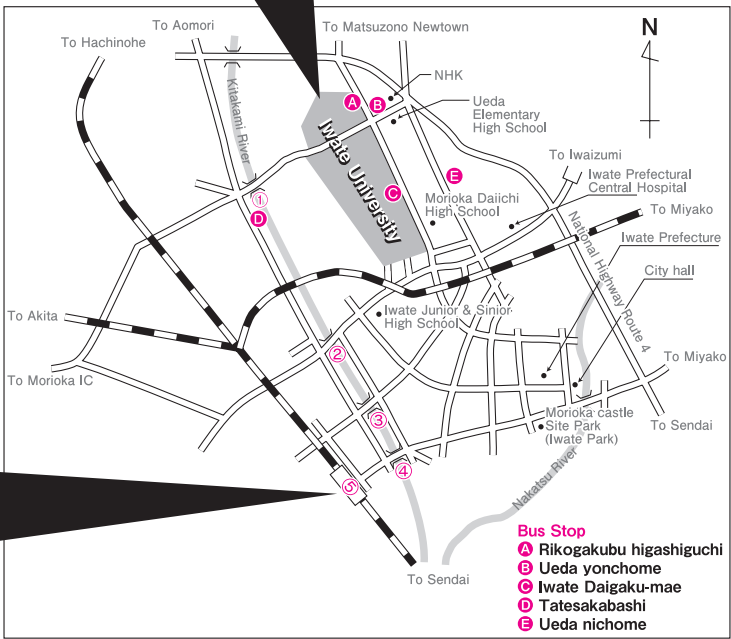 To Aomori
To Matsuzono Newtown
N
To Hachinohe
NHK
A
B
Kitakami River
Ueda
Elementary
High School
Iwate University
To Iwaizumi
E
Iwate Prefectural
Central Hospital
①
D
C
Morioka Daiichi
High School
To Miyako
Iwate Prefecture
City hall
National Highway Route 4
To Akita
Iwate Junior & Sinior
High School
②
To Miyako
To Morioka IC
③
Morioka castle
Site Park
(Iwate Park)
To Sendai
④
⑤
Nakatsu River
To Sendai
Bus Stop
A Rikogakubu higashiguchi
B Ueda yonchome
C Iwate Daigaku-mae
D Tatesakabashi
E Ueda nichome